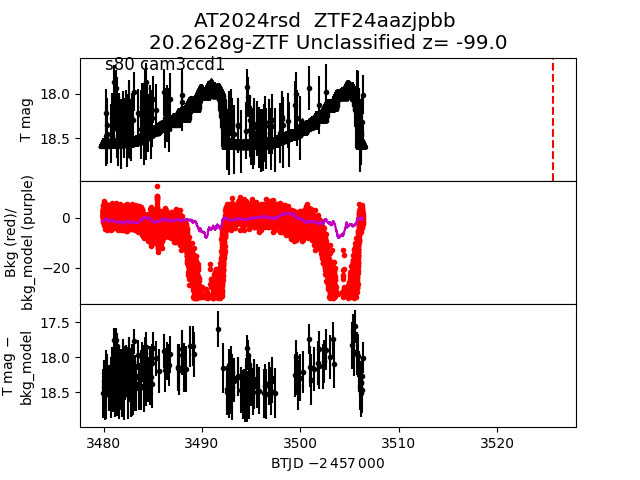 AT2024rsd  ZTF24aazjpbb
20.2628g-ZTF Unclassified z= -99.0
s80 cam3ccd1
T mag
18.0
18.5
Bkg (red)/
bkg_model (purple)
0
−20
T mag −
bkg_model
17.5
18.0
18.5
3480
3490
3500
3510
3520
BTJD −2 457 000